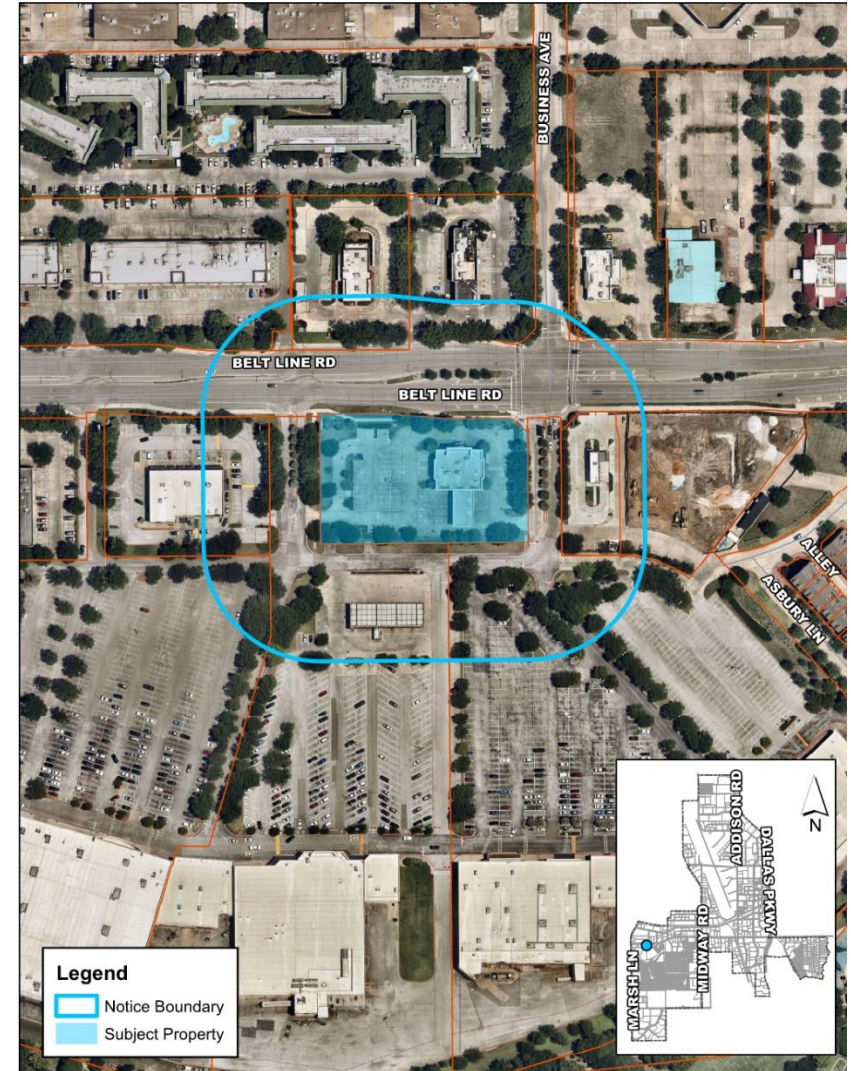 BUSINESS AVE
BELT LINE RD
BELT LINE RD
ALLEY
ASBURY LN
Legend
Notice Boundary
Subject Property
ADDISON RD
DALLAS PKWY
MIDWAY RD
MARSH LN
N